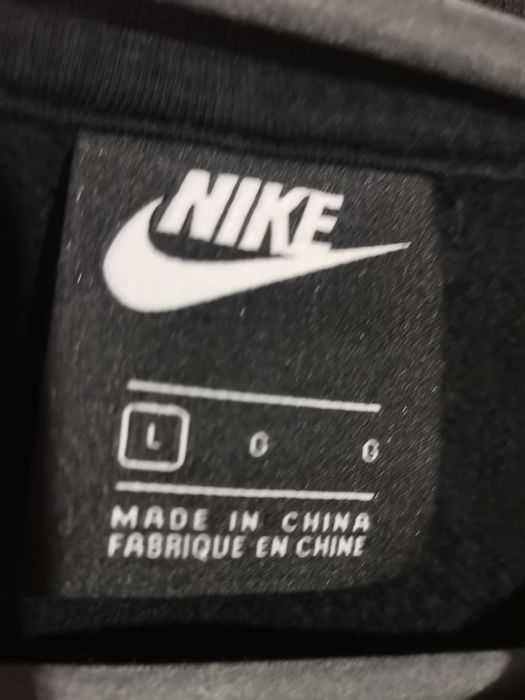 NIKE
L G G
MADE IN CHINA
FABRIQUE EN CHINE